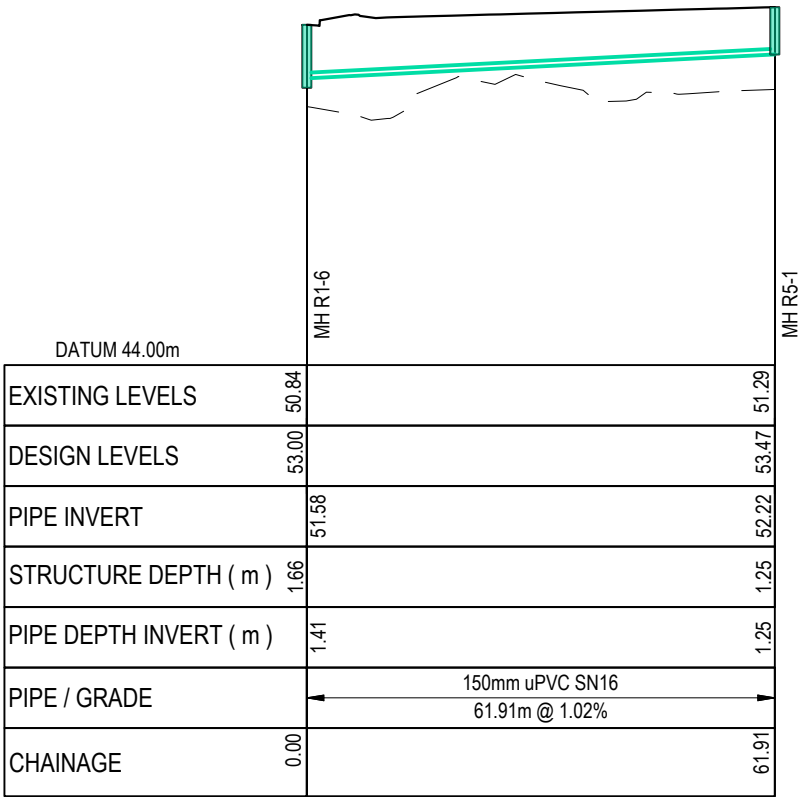 MH R1-6
MH R5-1
DATUM 44.00m
EXISTING LEVELS 50.84 51.29
DESIGN LEVELS 53.00 53.47
PIPE INVERT 51.58 52.22
STRUCTURE DEPTH ( m ) 1.66 1.25
PIPE DEPTH INVERT ( m ) 1.41 1.25
PIPE / GRADE
150mm uPVC SN16
61.91m @ 1.02%
CHAINAGE 0.00 61.91